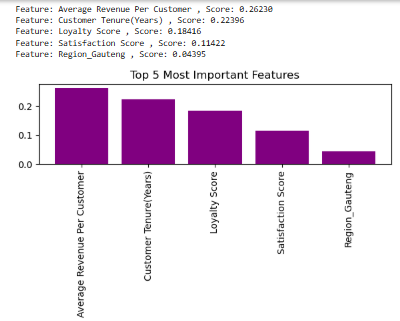 Feature: Average Revenue Per Customer , Score: 0.26230
Feature: Customer Tenure(Years) , Score: 0.22396
Feature: Loyalty Score , Score: 0.18416
Feature: Satisfaction Score , Score: 0.11422
Feature: Region_Gauteng , Score: 0.04395
Top 5 Most Important Features
0.2
0.1
0.0
Average Revenue Per Customer
Customer Tenure(Years)
Loyalty Score
Satisfaction Score
Region_Gauteng